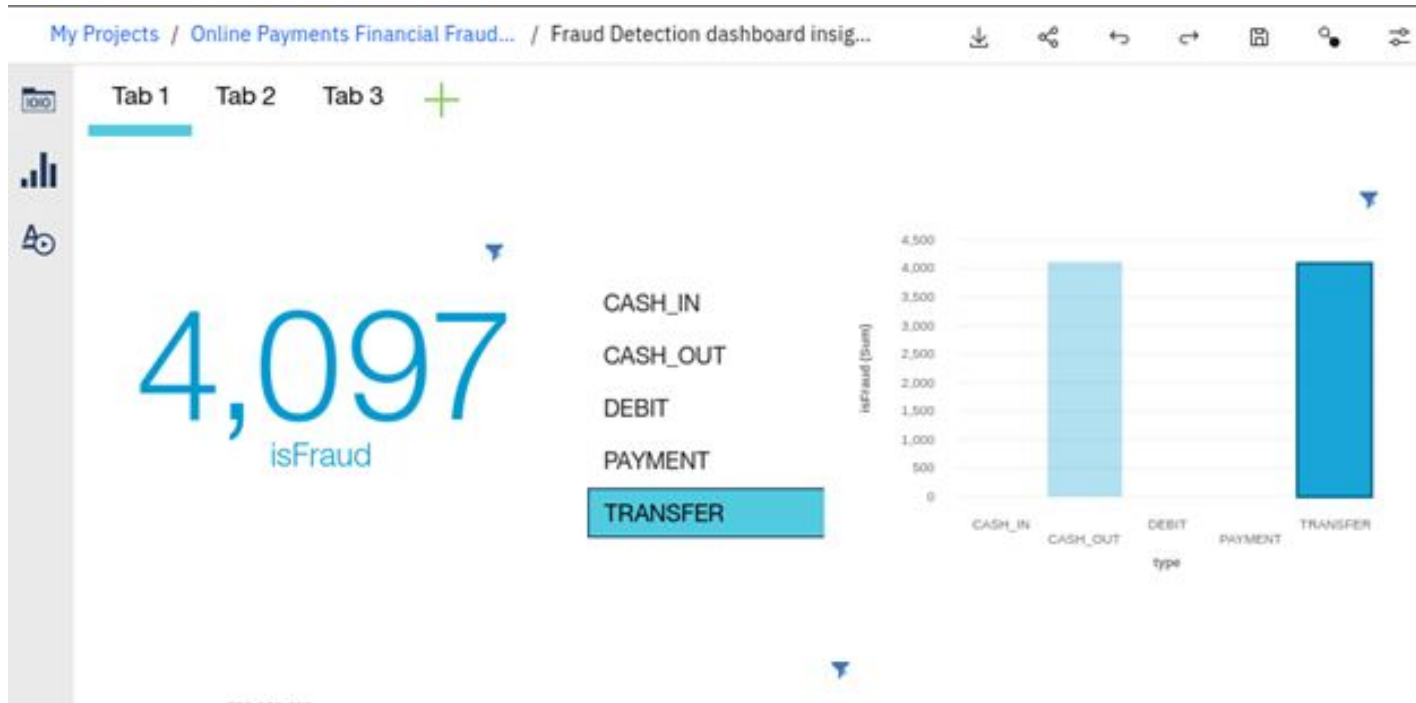 My Projects / Online Payments Financial Fraud... / Fraud Detection dashboard insig...
Tab 1 Tab 2 Tab 3
4,097
isFraud
CASH_IN
CASH_OUT
DEBIT
PAYMENT
TRANSFER
isFraud (Sum)
4,500
4,000
3,500
3,000
2,500
2,000
1,500
1,000
500
0
CASH_IN
CASH_OUT
DEBIT
PAYMENT
TRANSFER
type